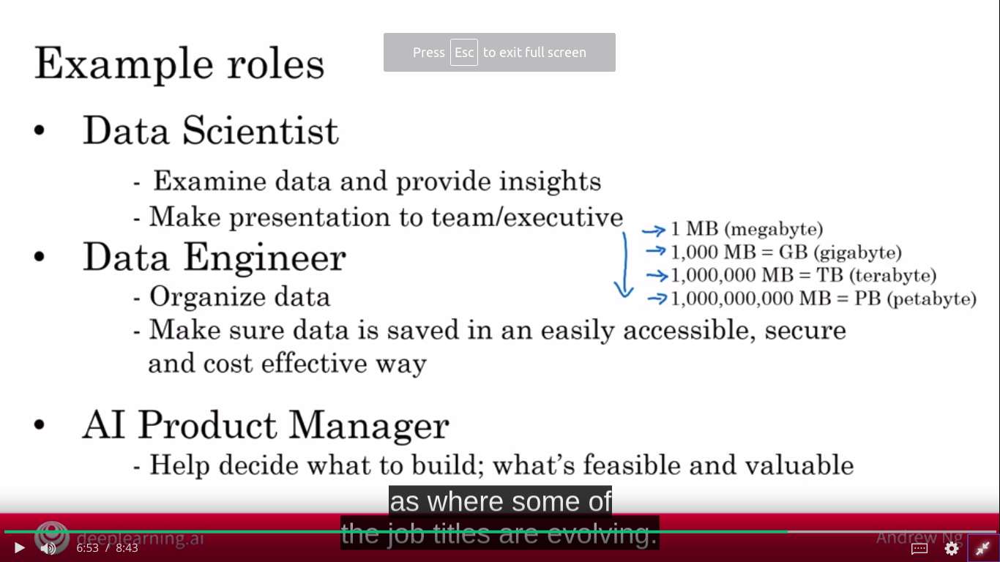 Press Esc to exit full screen
Example roles
• Data Scientist
- Examine data and provide insights
- Make presentation to team/executive
1 MB (megabyte)
1,000 MB = GB (gigabyte)
1,000,000 MB = TB (terabyte)
1,000,000,000 MB = PB (petabyte)
• Data Engineer
- Organize data
- Make sure data is saved in an easily accessible, secure
and cost effective way
• AI Product Manager
- Help decide what to build; what's feasible and valuable
as where some of
the job titles are evolving.
deeplearning.ai
Andrew Ng
6:53 / 8:43